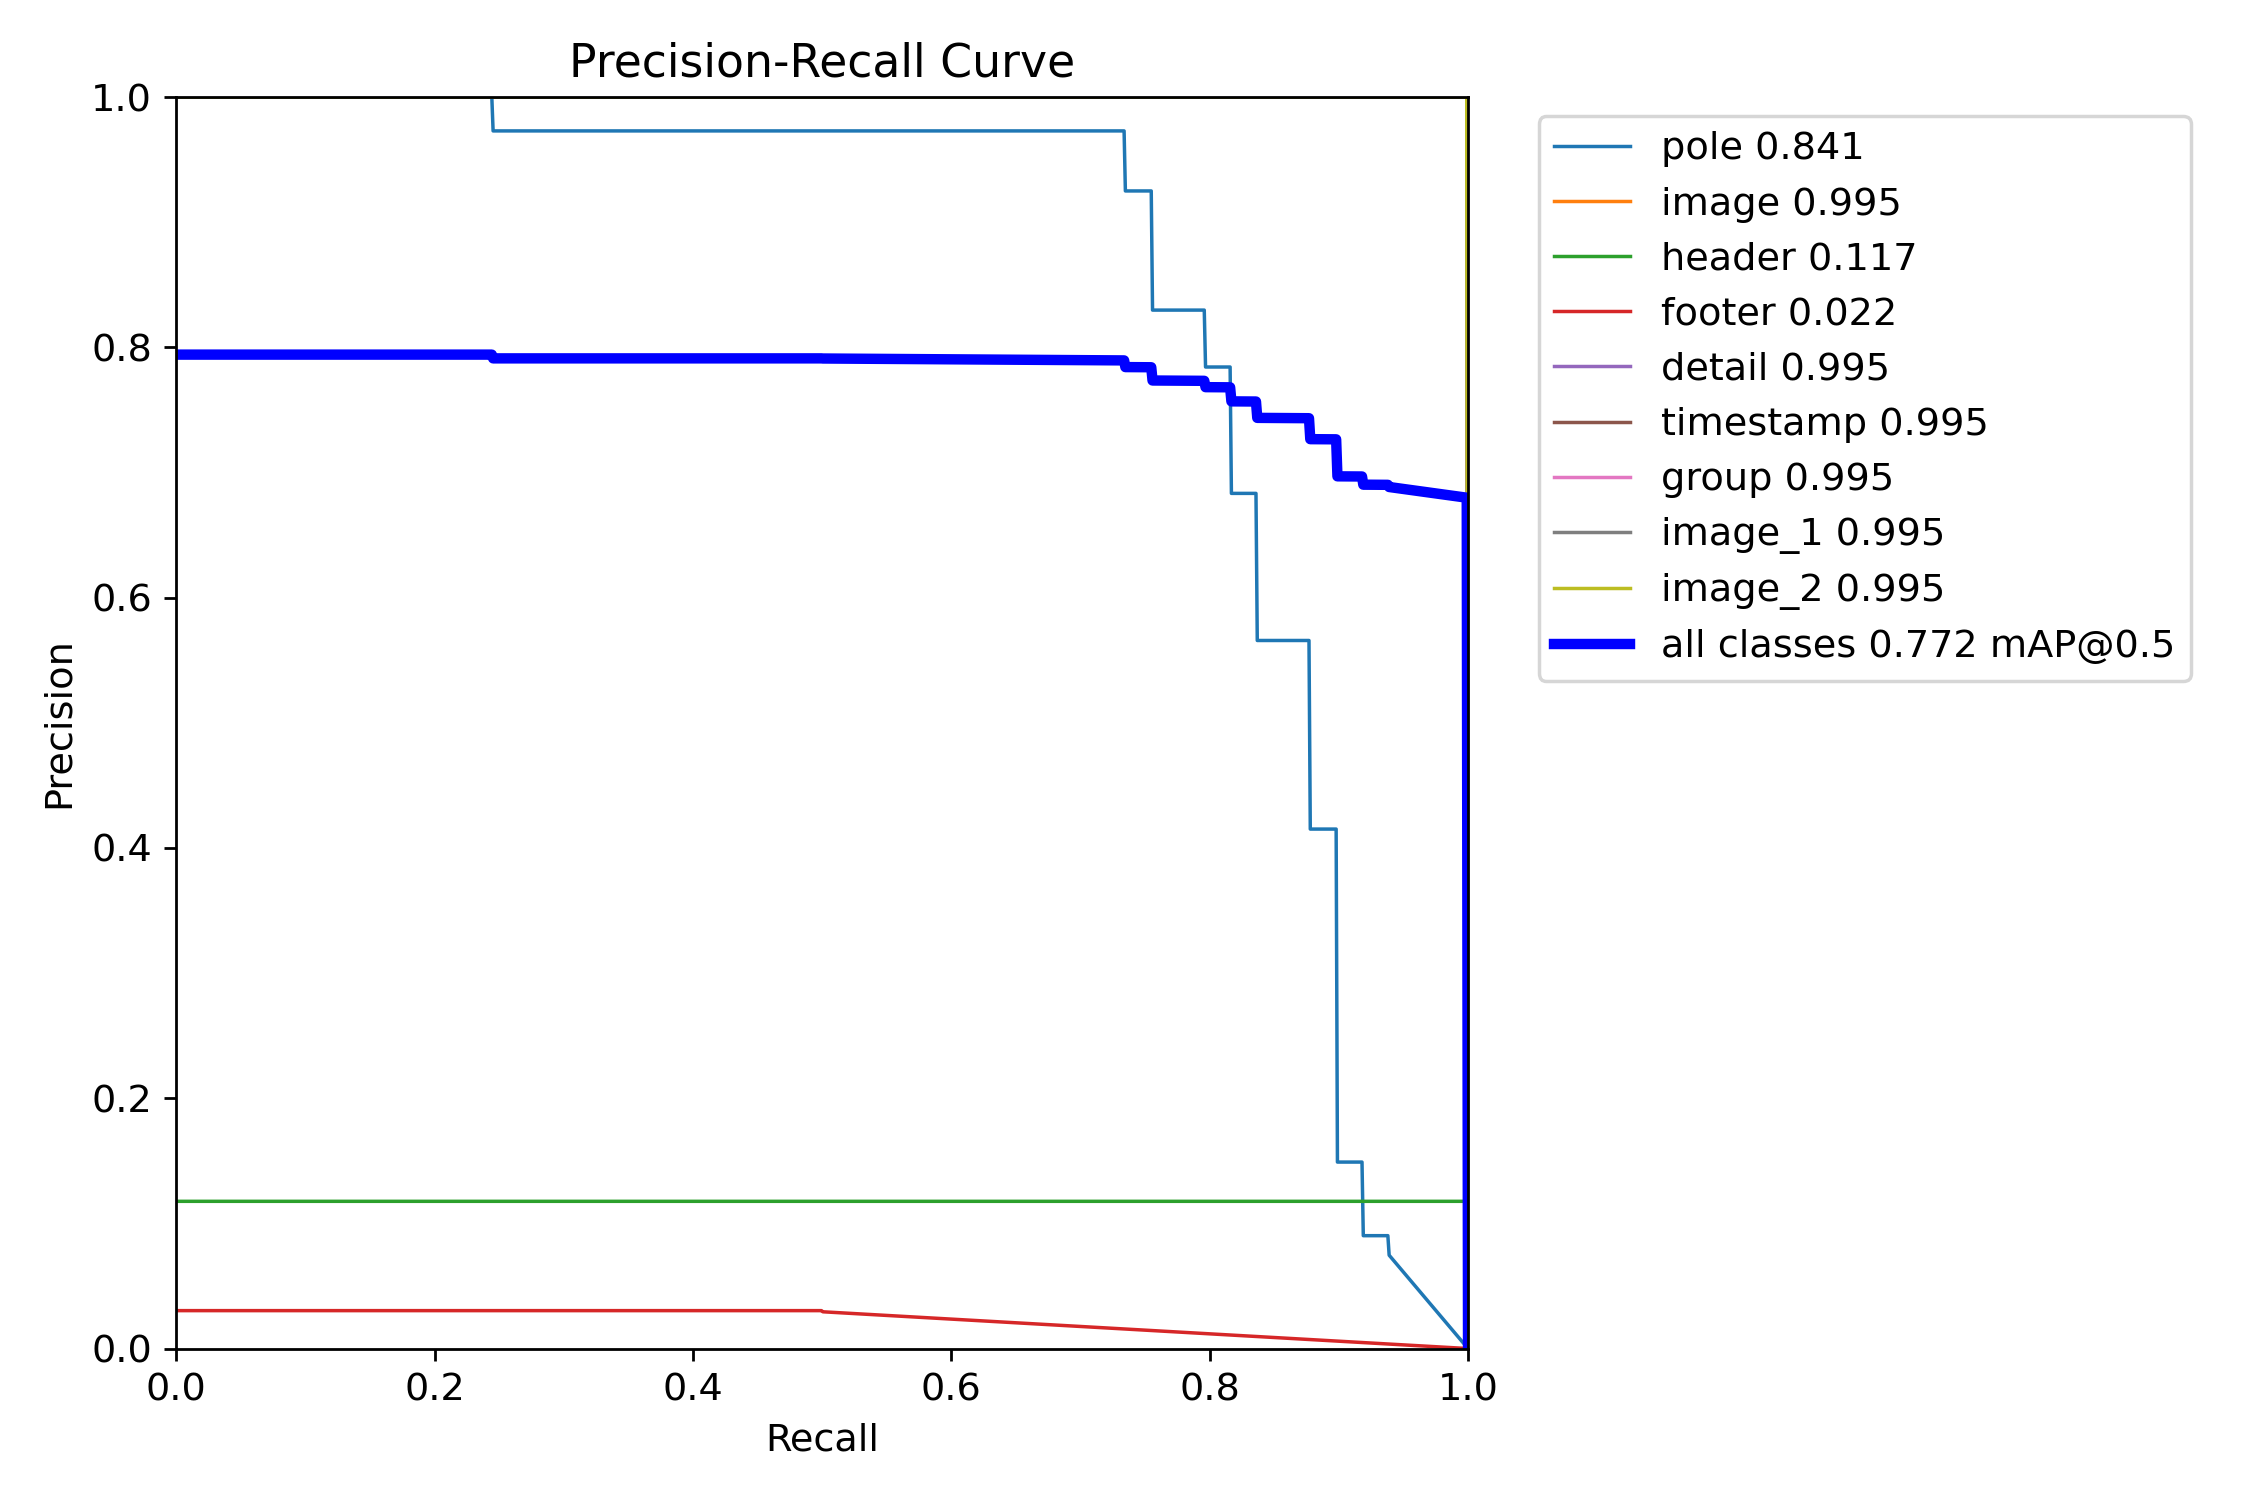 Precision-Recall Curve
1.0
0.8
0.6
0.4
0.2
0.0
Precision
0.0 0.2 0.4 0.6 0.8 1.0
Recall
pole 0.841
image 0.995
header 0.117
footer 0.022
detail 0.995
timestamp 0.995
group 0.995
image_1 0.995
image_2 0.995
all classes 0.772 mAP@0.5